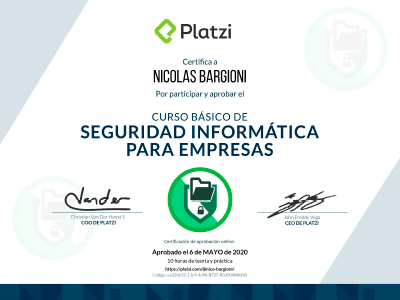 Platzi
Certifica a
NICOLAS BARGIONI
Por participar y aprobar el
CURSO BÁSICO DE
SEGURIDAD INFORMÁTICA
PARA EMPRESAS
Christian Van Der Henst S
COO DE PLATZI
John Freddy Vega
CEO DE PLATZI
Certificación de aprobación online:
Aprobado el 6 de MAYO de 2020
10 horas de teoría y práctica
https://platzi.com/@nico-bargioni/
Código: